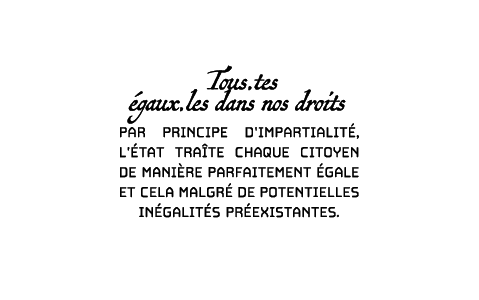 Tous.tes
égaux.les dans nos droits
PAR PRINCIPE D'IMPARTIALITÉ,
L'ÉTAT TRAÎTE CHAQUE CITOYEN
DE MANIÈRE PARFAITEMENT ÉGALE
ET CELA MALGRÉ DE POTENTIELLES
INÉGALITÉS PRÉEXISTANTES.